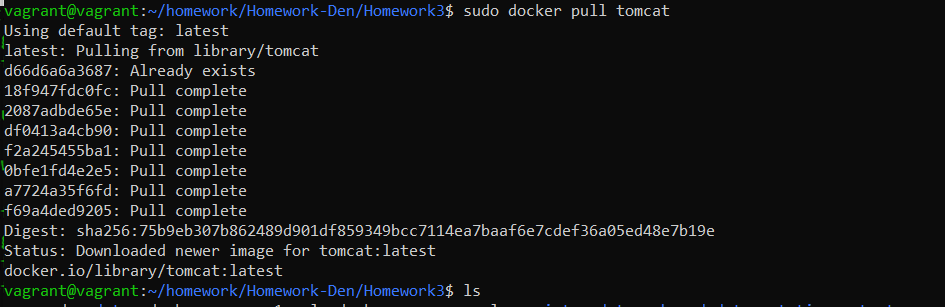 vagrant@vagrant:~/homework/Homework-Den/Homework3$ sudo docker pull tomcat
Using default tag: latest
latest: Pulling from library/tomcat
d66d6a6a3687: Already exists
18f947fdc0fc: Pull complete
2087adbde65e: Pull complete
df0413a4cb90: Pull complete
f2a245455ba1: Pull complete
0bfe1fd4e2e5: Pull complete
a7724a35f6fd: Pull complete
f69a4ded9205: Pull complete
Digest: sha256:75b9eb307b862489d901df859349bcc7114ea7baaf6e7cdef36a05ed48e7b19e
Status: Downloaded newer image for tomcat:latest
docker.io/library/tomcat:latest
vagrant@vagrant:~/homework/Homework-Den/Homework3$ ls